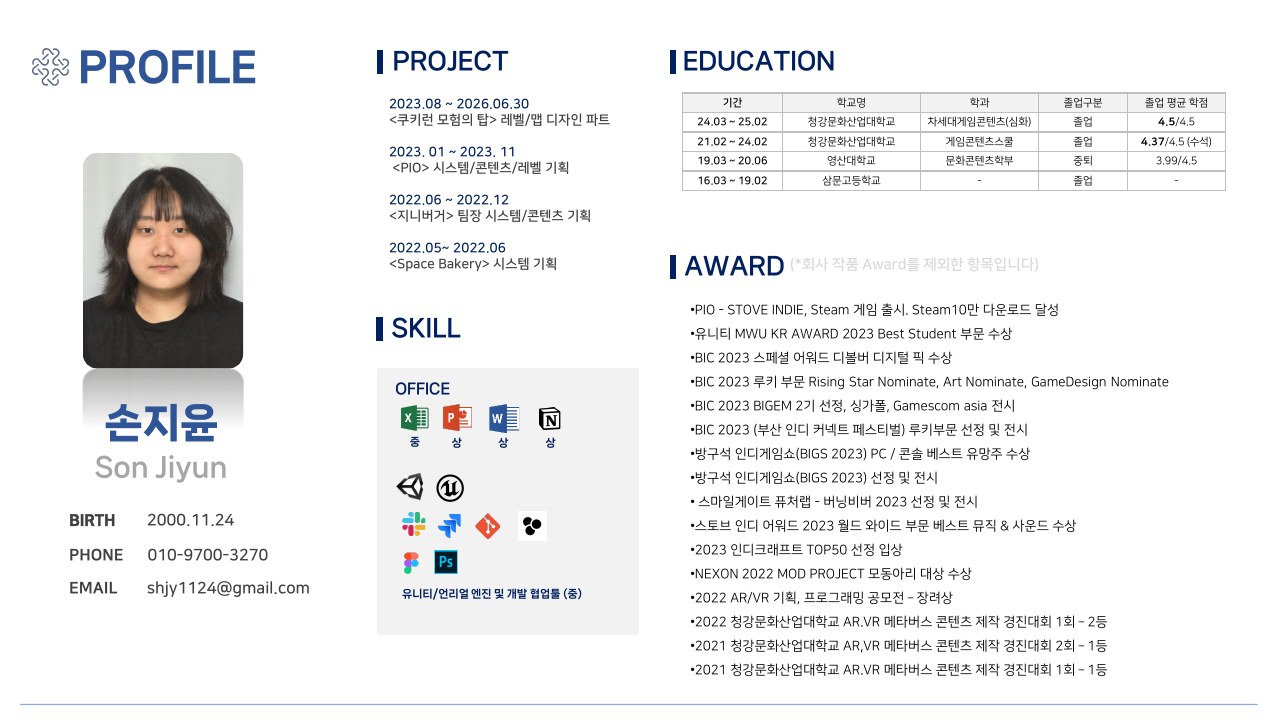 PROFILE
손지윤
Son Jiyun
BIRTH 2000.11.24
PHONE 010-9700-3270
EMAIL shjy1124@gmail.com
PROJECT
2023.08 ~ 2026.06.30
<쿠키런 모험의 탑> 레벨/맵 디자인 파트
2023. 01 ~ 2023. 11
<PIO> 시스템/콘텐츠/레벨 기획
2022.06 ~ 2022.12
<지니버거> 팀장 시스템/콘텐츠 기획
2022.05~ 2022.06
<Space Bakery> 시스템 기획
SKILL
OFFICE
중 상 상 상
Ps
유니티/언리얼 엔진 및 개발 협업툴 (중)
EDUCATION
기간 학교명 학과 졸업구분 졸업 평균 학점
24.03 ~ 25.02 청강문화산업대학교 차세대게임콘텐츠(심화) 졸업 4.5/4.5
21.02 ~ 24.02 청강문화산업대학교 게임콘텐츠스쿨 졸업 4.37/4.5 (수석)
19.03 ~ 20.06 영산대학교 문화콘텐츠학부 중퇴 3.99/4.5
16.03 ~ 19.02 삼문고등학교 - 졸업 -
AWARD (*회사 작품 Award를 제외한 항목입니다)
•PIO - STOVE INDIE, Steam 게임 출시. Steam10만 다운로드 달성
•유니티 MWU KR AWARD 2023 Best Student 부문 수상
•BIC 2023 스페셜 어워드 디볼버 디지털 픽 수상
•BIC 2023 루키 부문 Rising Star Nominate, Art Nominate, GameDesign Nominate
•BIC 2023 BIGEM 2기 선정, 싱가폴, Gamescom asia 전시
•BIC 2023 (부산 인디 커넥트 페스티벌) 루키부문 선정 및 전시
•방구석 인디게임쇼(BIGS 2023) PC / 콘솔 베스트 유망주 수상
•방구석 인디게임쇼(BIGS 2023) 선정 및 전시
• 스마일게이트 퓨처랩 - 버닝비버 2023 선정 및 전시
•스토브 인디 어워드 2023 월드 와이드 부문 베스트 뮤직 & 사운드 수상
•2023 인디크래프트 TOP50 선정 입상
•NEXON 2022 MOD PROJECT 모동아리 대상 수상
•2022 AR/VR 기획, 프로그래밍 공모전 – 장려상
•2022 청강문화산업대학교 AR,VR 메타버스 콘텐츠 제작 경진대회 1회 – 2등
•2021 청강문화산업대학교 AR,VR 메타버스 콘텐츠 제작 경진대회 2회 – 1등
•2021 청강문화산업대학교 AR,VR 메타버스 콘텐츠 제작 경진대회 1회 – 1등